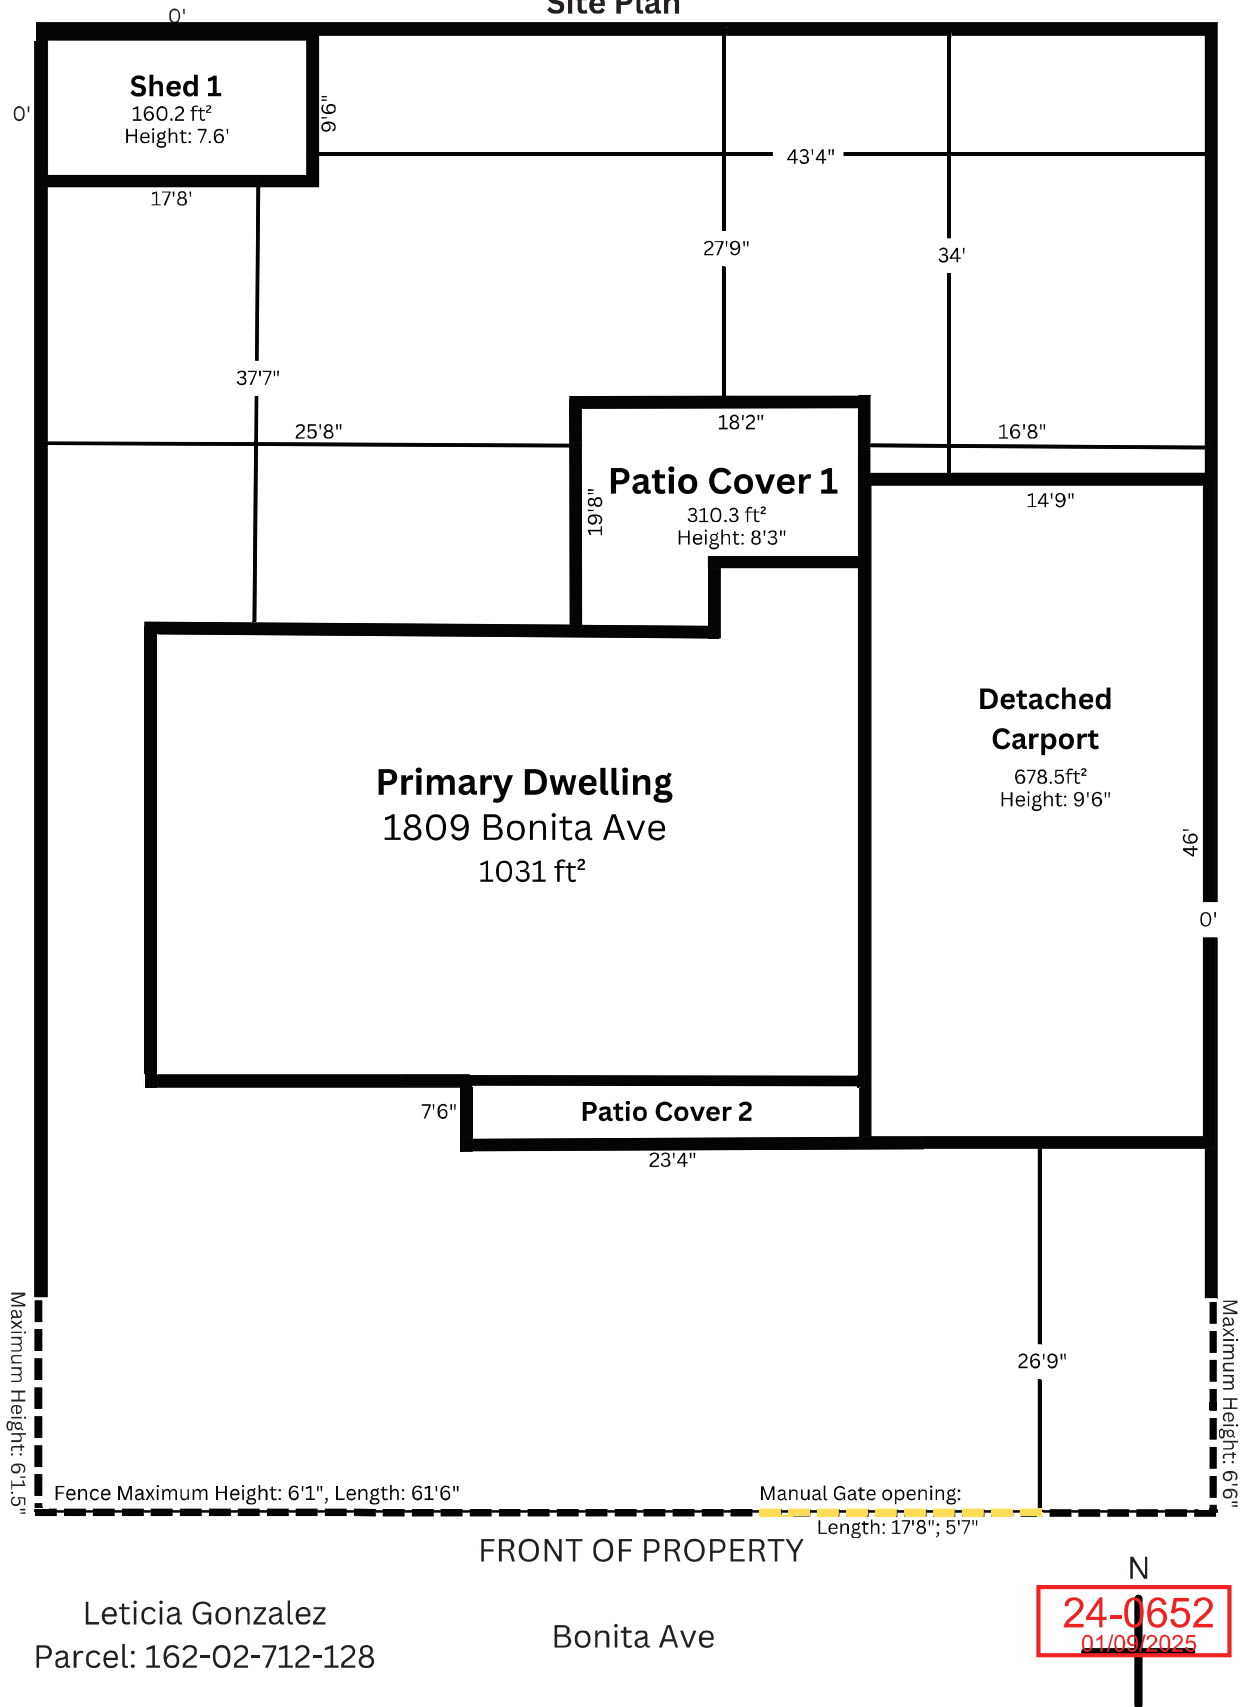 Site Plan
0'
Shed 1
160.2 ft²
Height: 7.6'
0'
9'6"
17'8'
43'4"
27'9"
34'
37'7"
25'8"
18'2"
16'8"
Patio Cover 1
310.3 ft²
Height: 8'3"
19'8"
14'9"
Detached
Carport
678.5ft²
Height: 9'6"
46'
0'
Primary Dwelling
1809 Bonita Ave
1031 ft²
7'6"
Patio Cover 2
23'4"
26'9"
Maximum Height: 6'1.5"
Maximum Height: 6'6"
Fence Maximum Height: 6'1", Length: 61'6"
Manual Gate opening:
Length: 17'8"; 5'7"
FRONT OF PROPERTY
N
Leticia Gonzalez
Parcel: 162-02-712-128
Bonita Ave
24-0652
01/09/2025